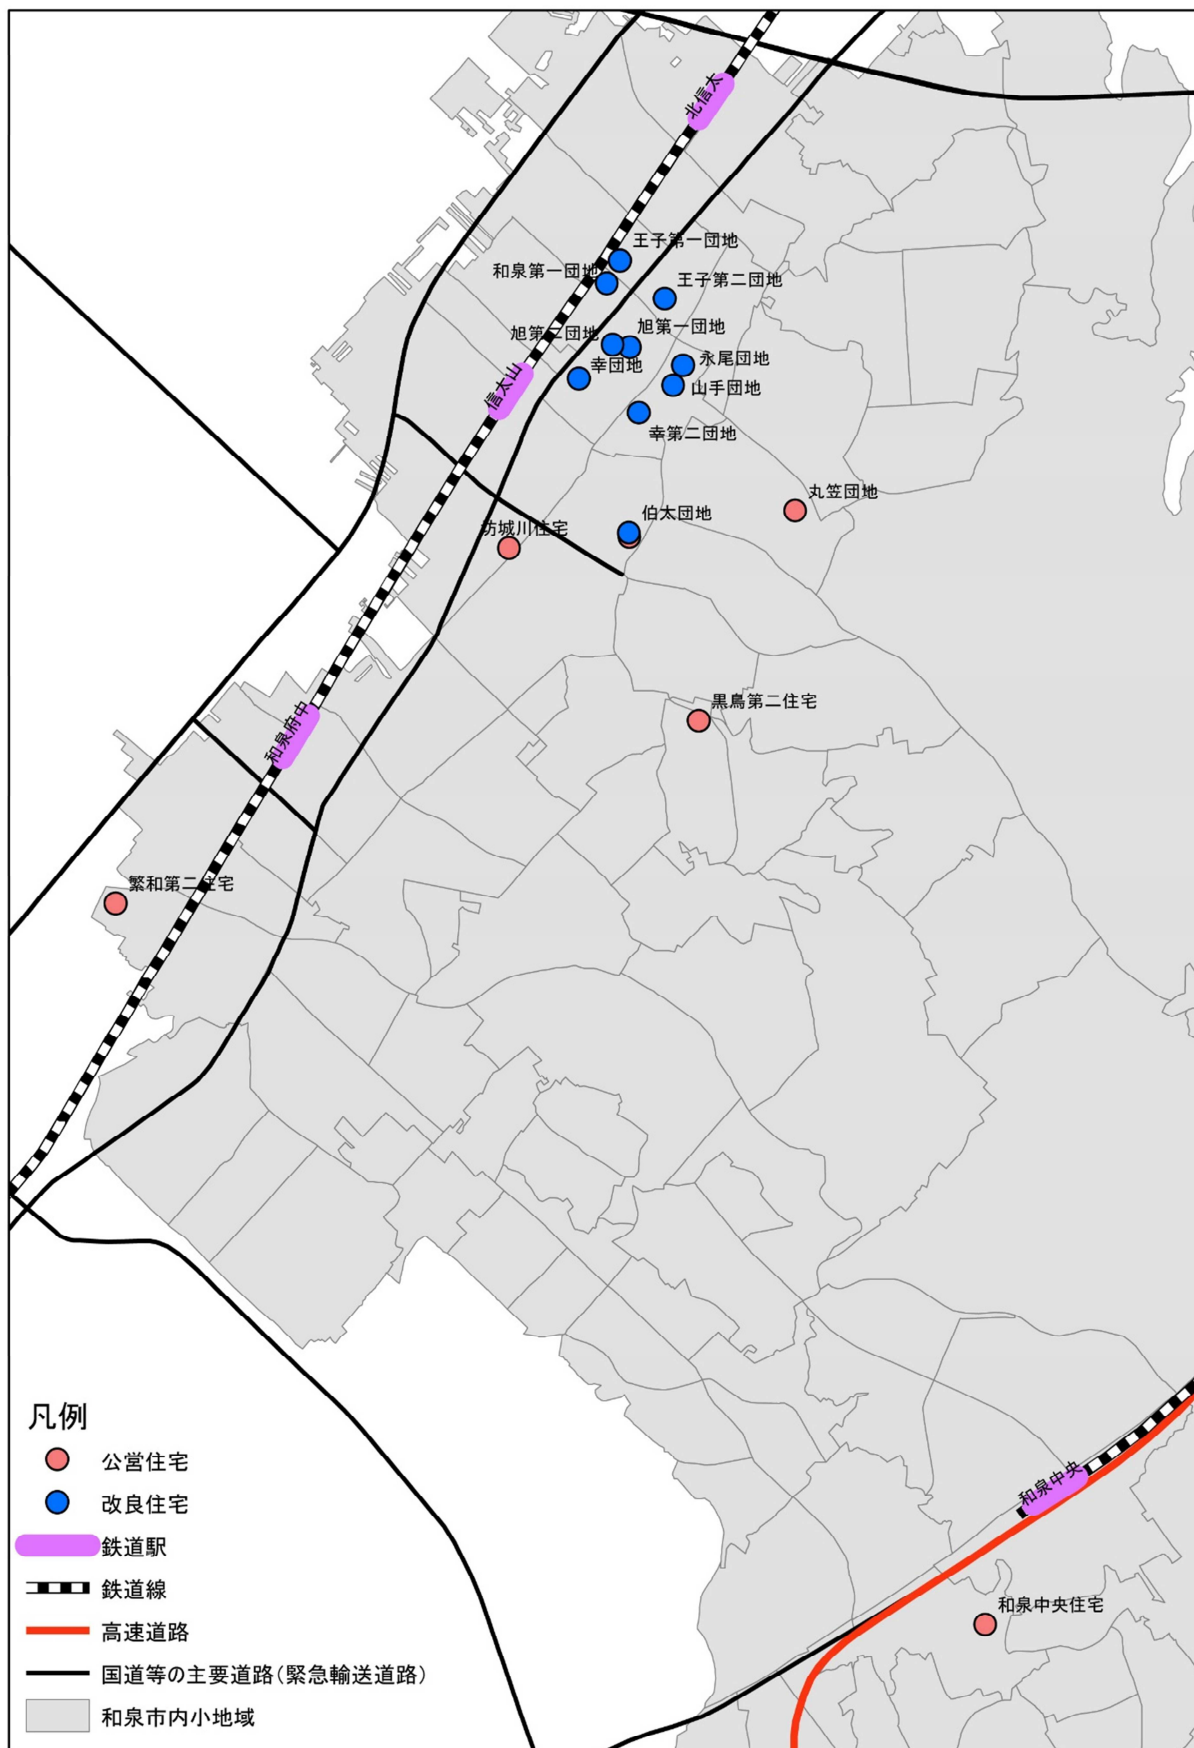 北信太
王子第一団地
和泉第一団地
王子第二団地
旭第二団地
旭第一団地
幸団地
永尾団地
山手団地
信太山
幸第二団地
丸笠団地
伯太団地
坊城川住宅
黒鳥第二住宅
和泉府中
繁和第二住宅
和泉中央
和泉中央住宅
凡例
公営住宅
改良住宅
鉄道駅
鉄道線
高速道路
国道等の主要道路（緊急輸送道路）
和泉市内小地域